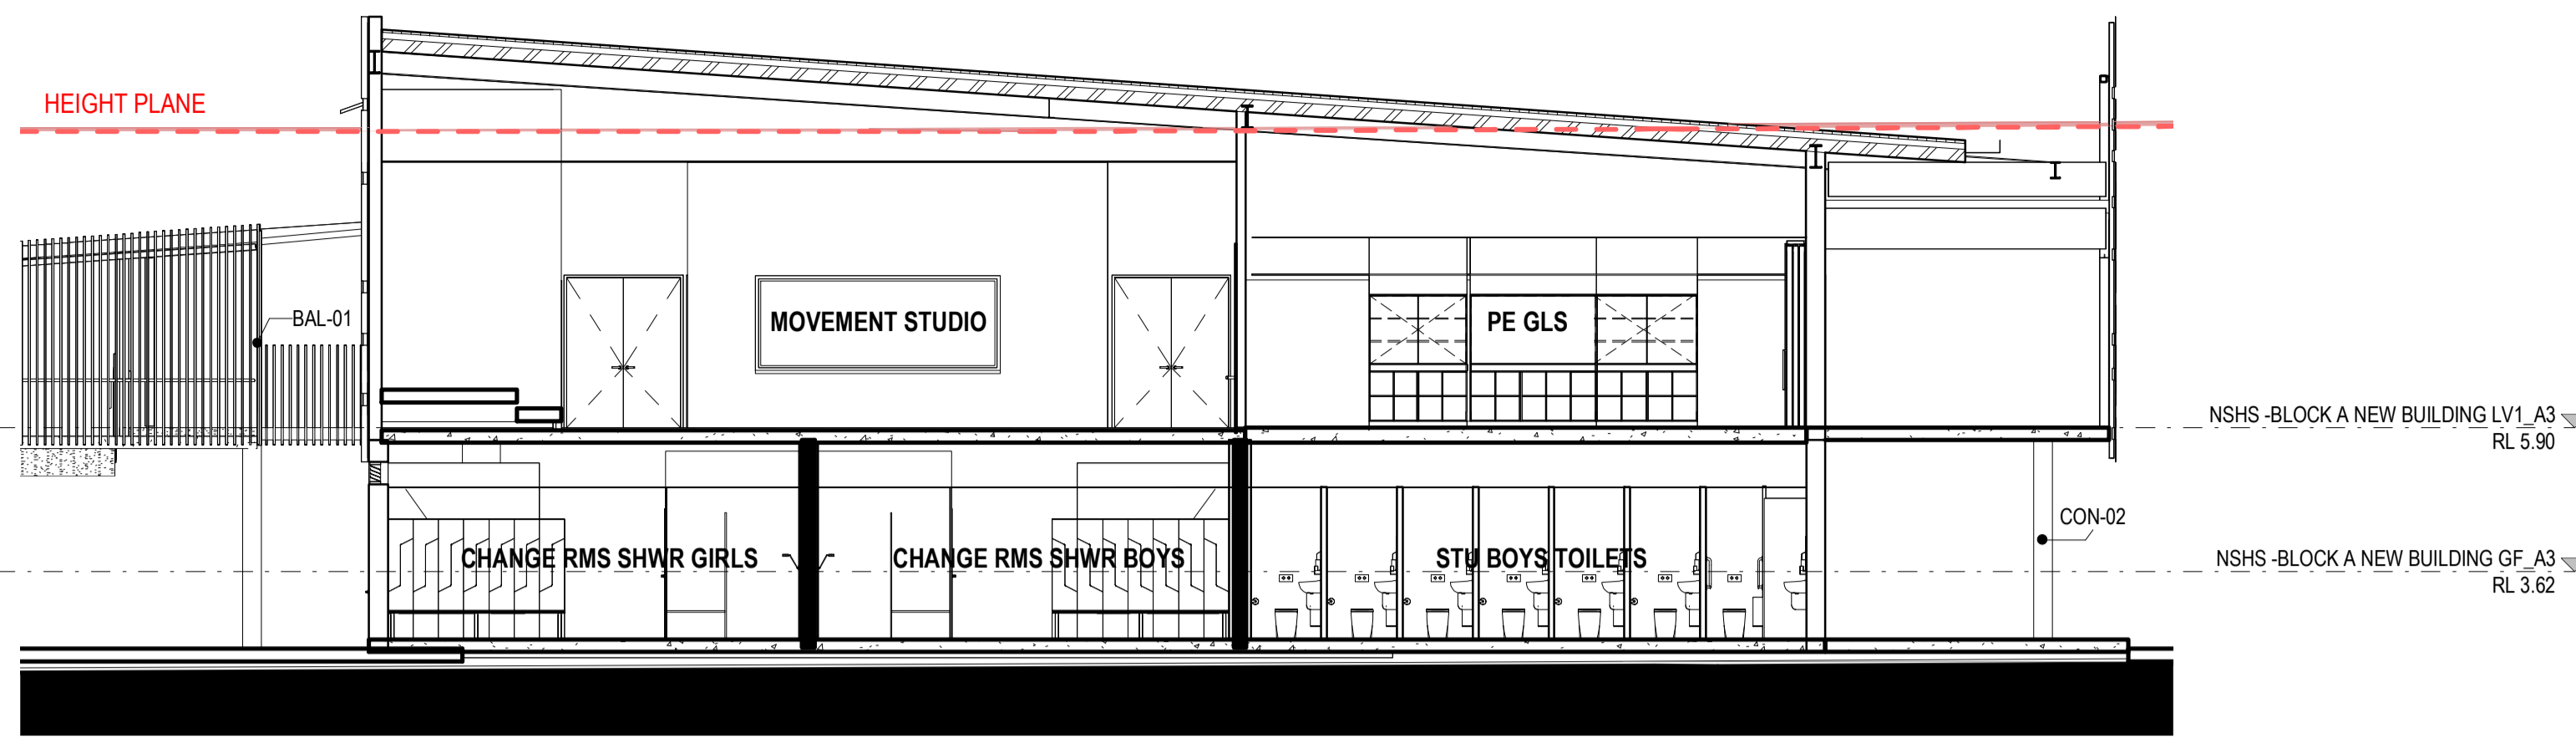 HEIGHT PLANE
BAL-01
MOVEMENT STUDIO
PE GLS
NSHS -BLOCK A NEW BUILDING LV1_A3
RL 5.90
CON-02
CHANGE RMS SHWR GIRLS
CHANGE RMS SHWR BOYS
STU BOYS TOILETS
NSHS -BLOCK A NEW BUILDING GF_A3
RL 3.62